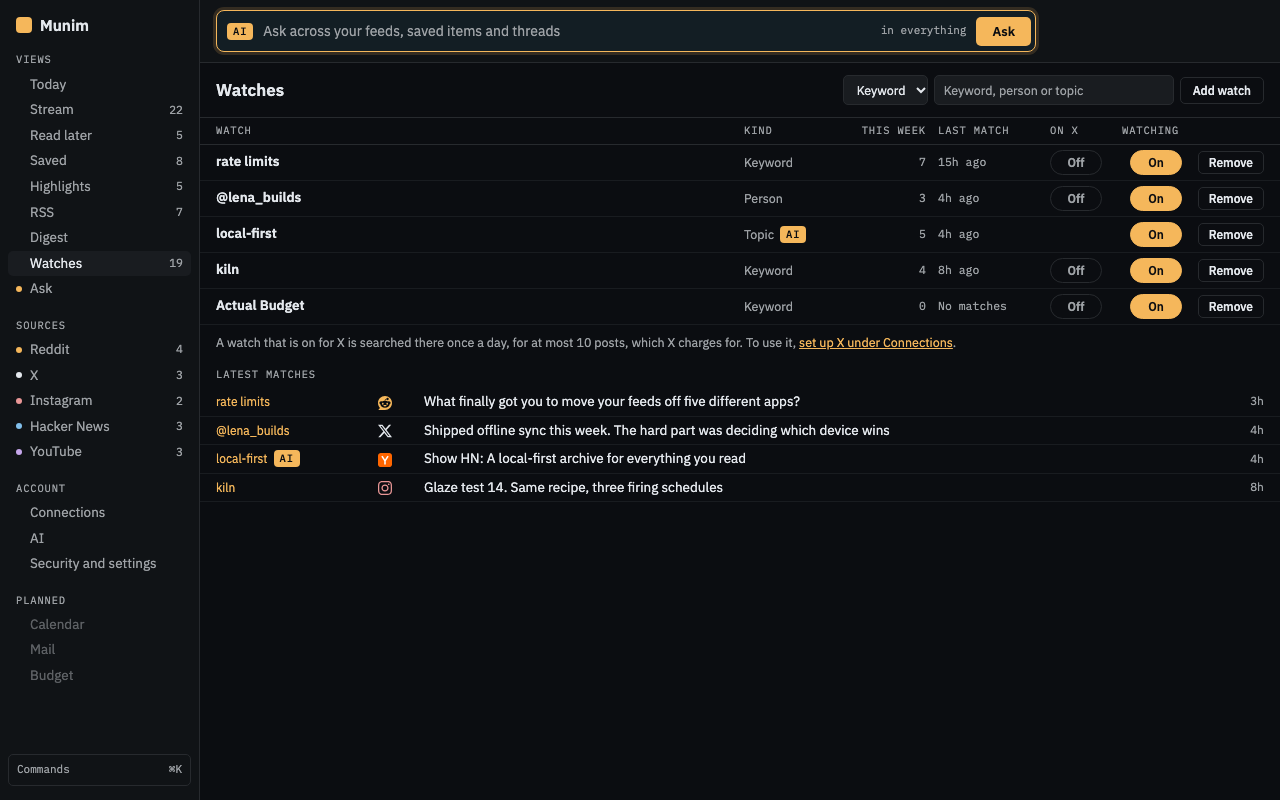 Munim
VIEWS
Today
Stream 22
Read later 5
Saved 8
Highlights 5
RSS 7
Digest
Watches 19
Ask
SOURCES
Reddit 4
X 3
Instagram 2
Hacker News 3
YouTube 3
ACCOUNT
Connections
AI
Security and settings
PLANNED
Calendar
Mail
Budget
Commands ⌘K
AI Ask across your feeds, saved items and threads in everything Ask
Watches Keyword Keyword, person or topic Add watch
WATCH KIND THIS WEEK LAST MATCH ON X WATCHING
rate limits Keyword 7 15h ago Off On Remove
@lena_builds Person 3 4h ago Off On Remove
local-first Topic AI 5 4h ago On Remove
kiln Keyword 4 8h ago Off On Remove
Actual Budget Keyword 0 No matches Off On Remove
A watch that is on for X is searched there once a day, for at most 10 posts, which X charges for. To use it, set up X under Connections.
LATEST MATCHES
rate limits What finally got you to move your feeds off five different apps? 3h
@lena_builds Shipped offline sync this week. The hard part was deciding which device wins 4h
local-first AI Y Show HN: A local-first archive for everything you read 4h
kiln Glaze test 14. Same recipe, three firing schedules 8h